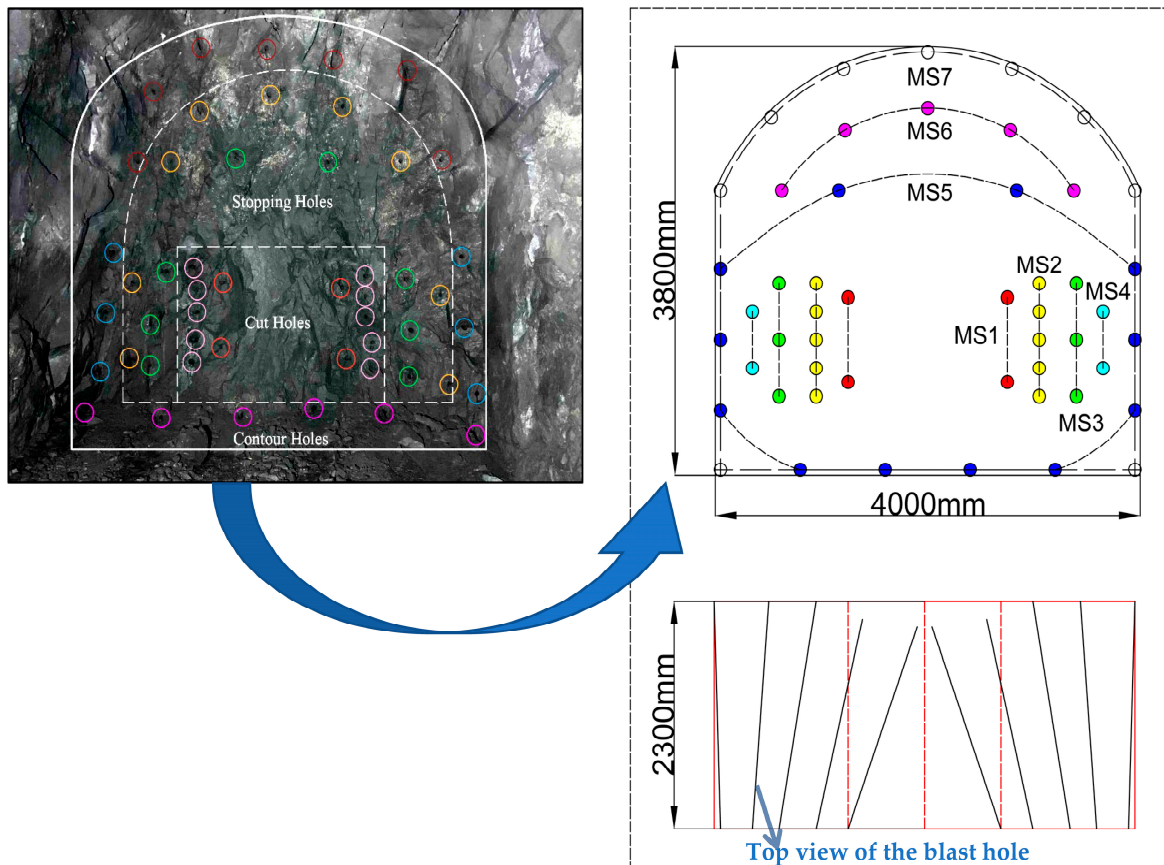 Stopping Holes
Cut Holes
Contour Holes
MS7
MS6
MS5
MS2
MS4
MS1
MS3
3800mm
4000mm
2300mm
Top view of the blast hole